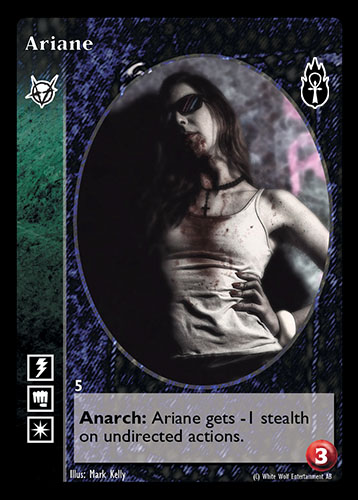 Ariane
5
Anarch: Ariane gets -1 stealth
on undirected actions.
3
Illus: Mark Kelly
(C) White Wolf Entertainment AB